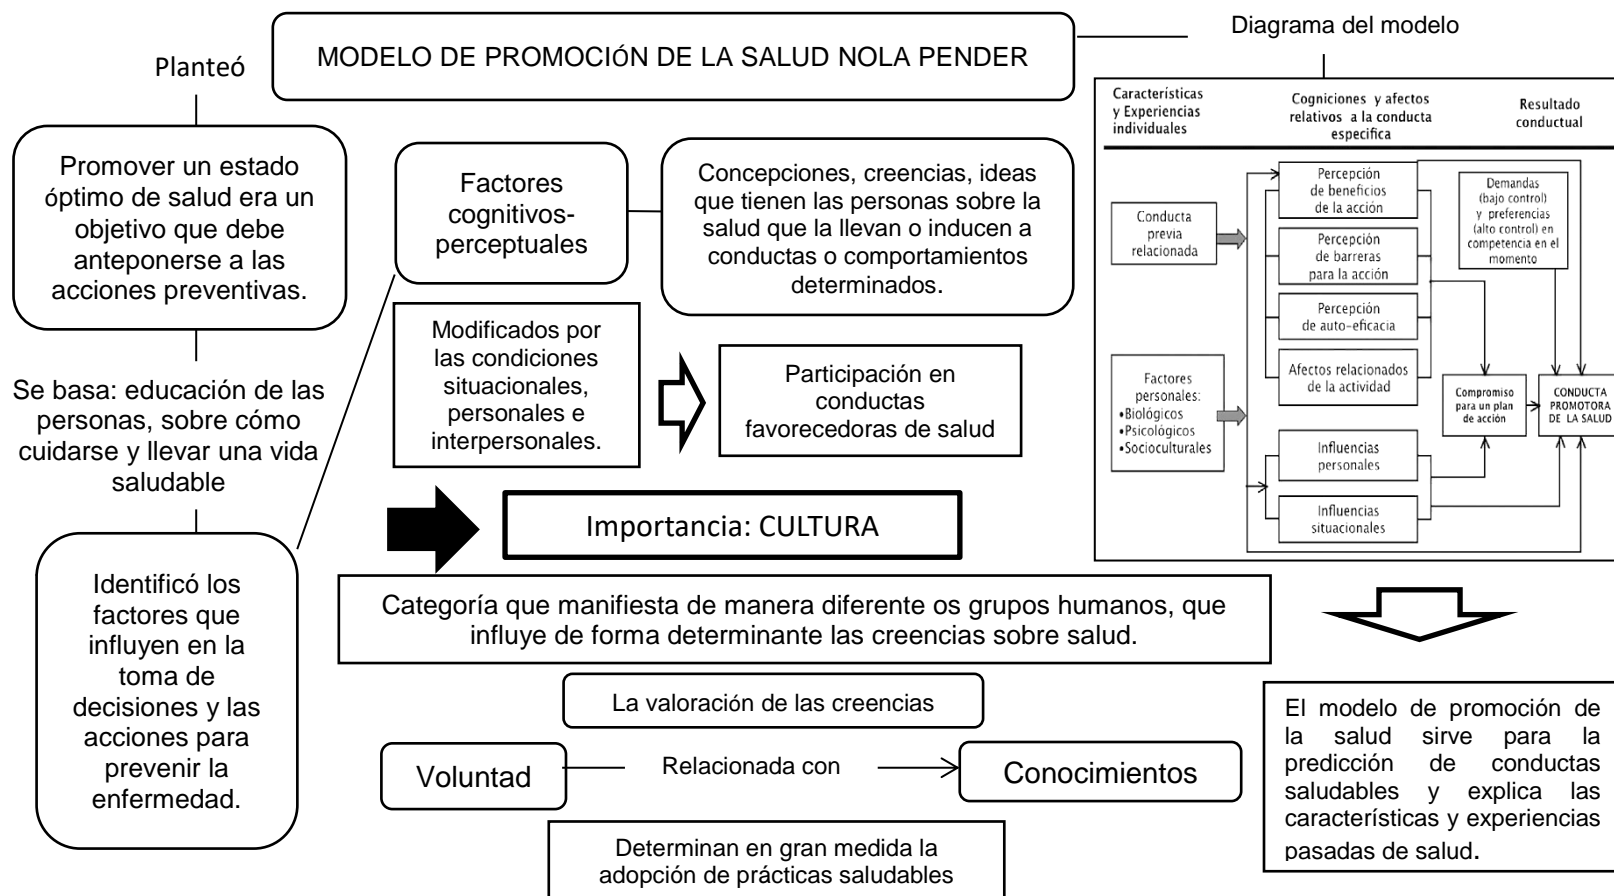 MODELO DE PROMOCIÓN DE LA SALUD NOLA PENDER
Planteó
Promover un estado
óptimo de salud era un
objetivo que debe
anteponerse a las
acciones preventivas.
Se basa: educación de las
personas, sobre cómo
cuidarse y llevar una vida
saludable
Identificó los
factores que
influyen en la
toma de
decisiones y las
acciones para
prevenir la
enfermedad.
Factores
cognitivos-
perceptuales
Concepciones, creencias, ideas
que tienen las personas sobre la
salud que la llevan o inducen a
conductas o comportamientos
determinados.
Modificados por
las condiciones
situacionales,
personales e
interpersonales.
Participación en
conductas
favorecedoras de salud
Importancia: CULTURA
Categoría que manifiesta de manera diferente os grupos humanos, que
influye de forma determinante las creencias sobre salud.
La valoración de las creencias
Voluntad
Relacionada con
Conocimientos
Determinan en gran medida la
adopción de prácticas saludables
Diagrama del modelo
Características
y Experiencias
individuales
Cogniciones y afectos
relativos a la conducta
especifica
Resultado
conductual
Conducta
previa
relacionada
Factores
personales:
•Biológicos
•Psicológicos
•Socioculturales
Percepción
de beneficios
de la acción
Percepción
de barreras
para la acción
Percepción
de auto-eficacia
Afectos relacionados
de la actividad
Influencias
personales
Influencias
situacionales
Demandas
(bajo control)
y preferencias
(alto control) en
competencia en el
momento
Compromiso
para un plan
de acción
CONDUCTA
PROMOTORA
DE LA SALUD
El modelo de promoción de
la salud sirve para la
predicción de conductas
saludables y explica las
características y experiencias
pasadas de salud.